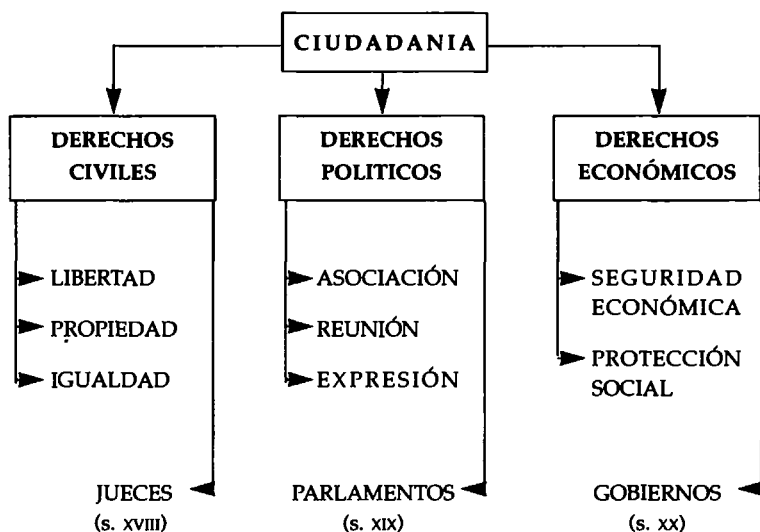 CIUDADANIA
DERECHOS
CIVILES
LIBERTAD
PROPIEDAD
IGUALDAD
JUECES
(s. XVIII)
DERECHOS
POLITICOS
ASOCIACIÓN
REUNIÓN
EXPRESIÓN
PARLAMENTOS
(s. XIX)
DERECHOS
ECONÓMICOS
SEGURIDAD
ECONÓMICA
PROTECCIÓN
SOCIAL
GOBIERNOS
(s. XX)